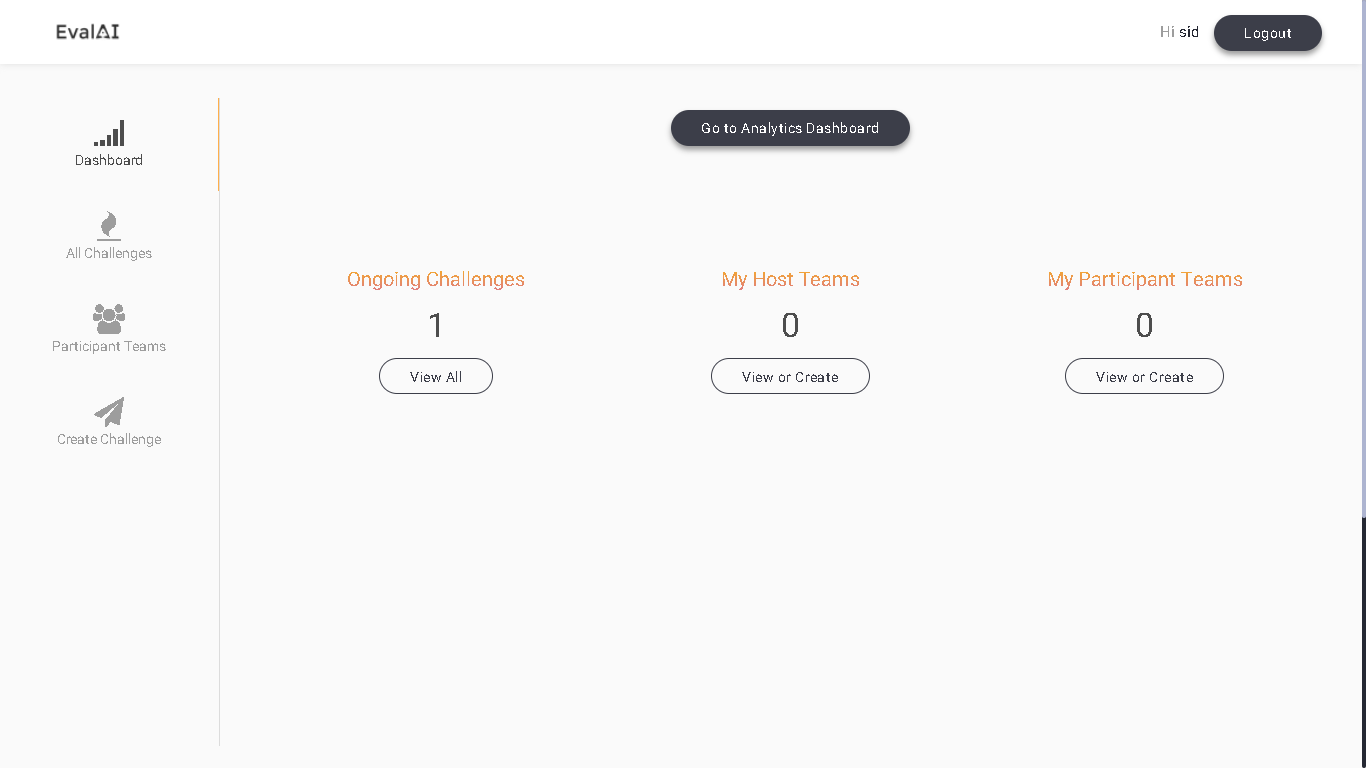 EvalAI
Hi sid
Logout
Dashboard
All Challenges
Participant Teams
Create Challenge
Go to Analytics Dashboard
Ongoing Challenges
1
View All
My Host Teams
0
View or Create
My Participant Teams
0
View or Create